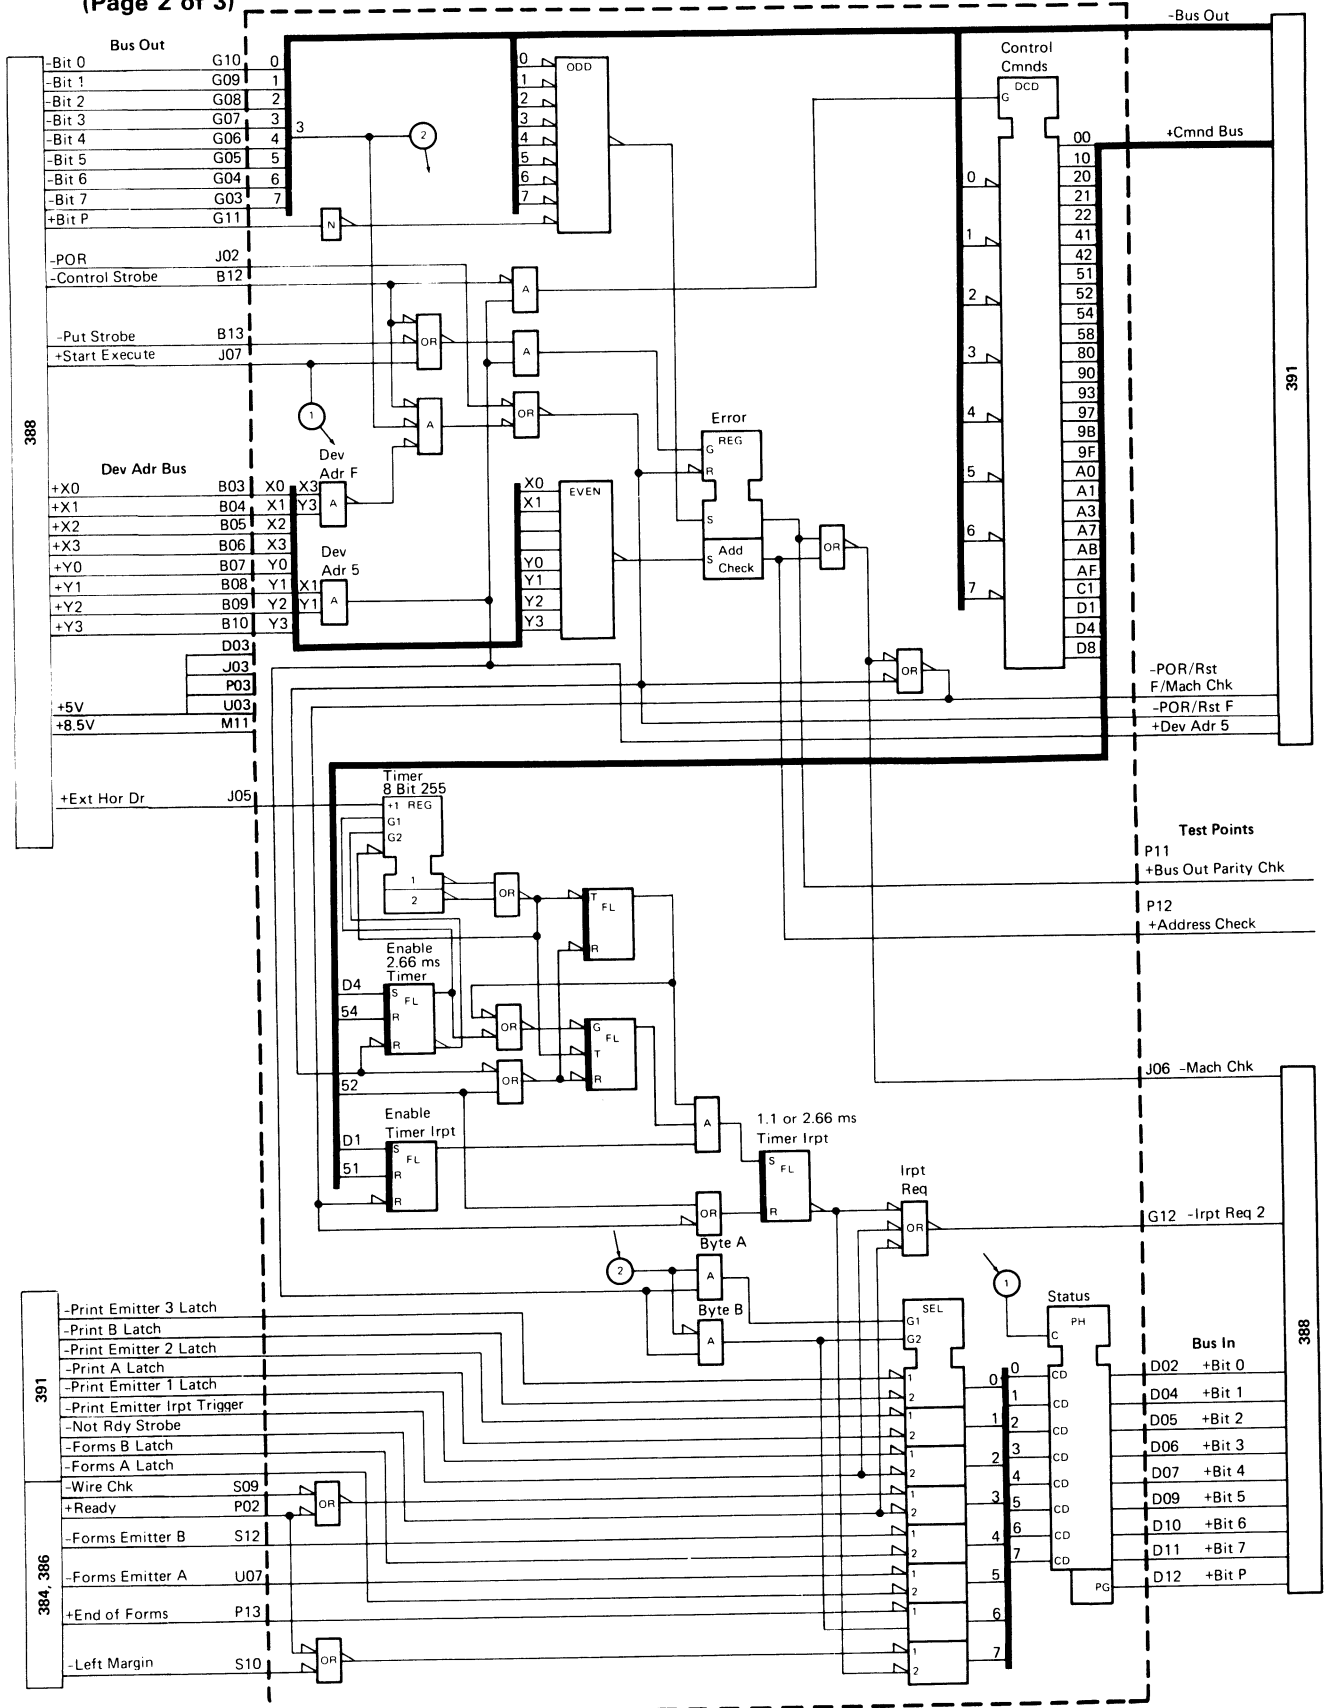 (Page 2 of 3)
Bus Out
-Bit 0 G10 0
-Bit 1 G09 1
-Bit 2 G08 2
-Bit 3 G07 3
-Bit 4 G06 4
-Bit 5 G05 5
-Bit 6 G04 6
-Bit 7 G03 7
+Bit P G11
N
3
2
0
1
2
3
4
5
6
7
ODD
-Bus Out
Control
Cmnds
DCD
G
0
1
2
3
4
5
6
7
00
10
20
21
22
41
42
51
52
54
58
80
90
93
97
9B
9F
A0
A1
A3
A7
AB
AF
C1
D1
D4
D8
+Cmnd Bus
391
-POR J02
-Control Strobe B12
-Put Strobe B13
+Start Execute J07
388
1
OR
A
A
A
OR
Dev
Adr F
Dev Adr Bus
+X0 B03 X0 X3
+X1 B04 X1 Y3
A
+X2 B05 X2
+X3 B06 X3
+Y0 B07 Y0
Dev
Adr 5
+Y1 B08 Y1 X1
+Y2 B09 Y2 Y1
A
+Y3 B10 Y3
D03
J03
P03
+5V U03
+8.5V M11
X0
X1
Y0
Y1
Y2
Y3
EVEN
Error
REG
G
R
S
S Add
Check
OR
OR
-POR/Rst
F/Mach Chk
-POR/Rst F
+Dev Adr 5
+Ext Hor Dr J05
Timer
8 Bit 255
+1 REG
G1
G2
1
2
OR
T
FL
R
Enable
2.66 ms
Timer
D4 S
FL
54 R
R
OR
G
FL
T
R
OR
52
Enable
Timer Irpt
D1 S
FL
51 R
R
A
1.1 or 2.66 ms
Timer Irpt
S
FL
R
OR
Test Points
P11
+Bus Out Parity Chk
P12
+Address Check
J06 -Mach Chk
Irpt
Req
OR
G12 -Irpt Req 2
Byte A
2
A
Byte B
A
1
Status
PH
C
SEL
G1
G2
1
2
1
2
1
2
1
2
1
2
1
2
1
1
2
0
1
2
3
4
5
6
7
0
1
2
3
4
5
6
7
CD
CD
CD
CD
CD
CD
CD
CD
PG
Bus In
D02 +Bit 0
D04 +Bit 1
D05 +Bit 2
D06 +Bit 3
D07 +Bit 4
D09 +Bit 5
D10 +Bit 6
D11 +Bit 7
D12 +Bit P
388
391
-Print Emitter 3 Latch
-Print B Latch
-Print Emitter 2 Latch
-Print A Latch
-Print Emitter 1 Latch
-Print Emitter Irpt Trigger
-Not Rdy Strobe
-Forms B Latch
-Forms A Latch
384, 386
-Wire Chk S09
+Ready P02
OR
-Forms Emitter B S12
-Forms Emitter A U07
+End of Forms P13
-Left Margin S10
OR